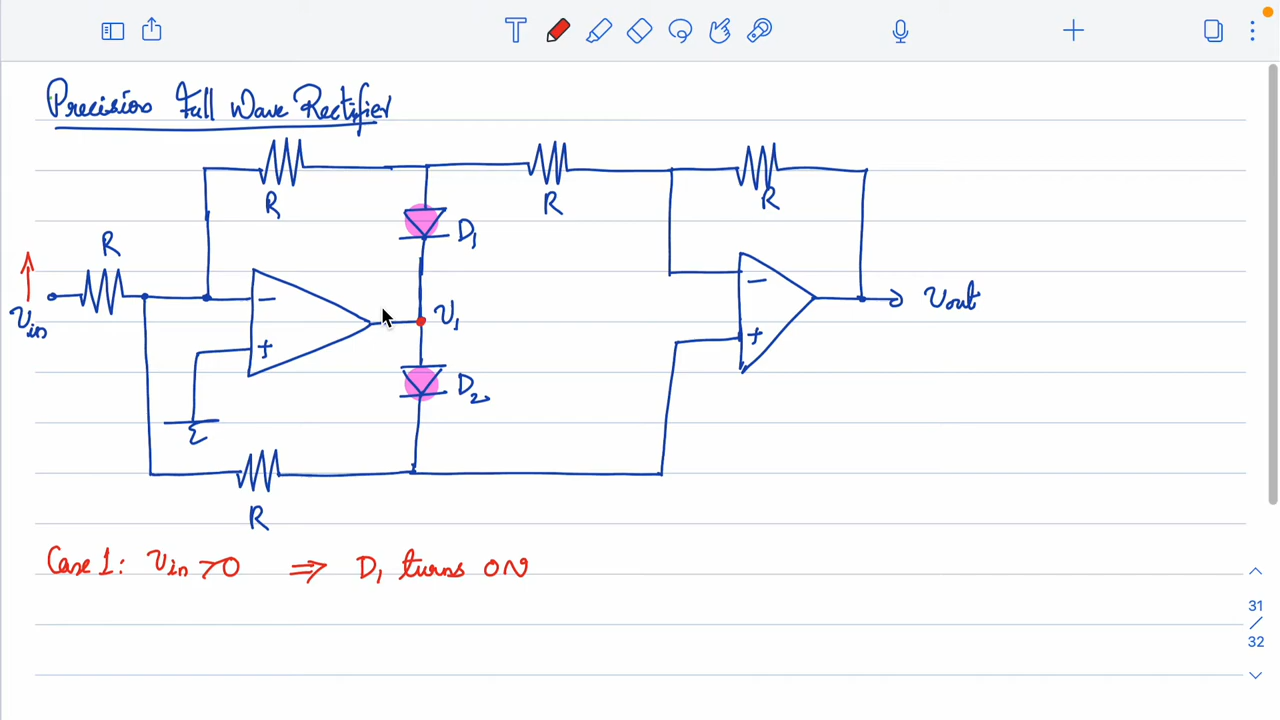 Precision Full Wave Rectifier
R
R
R
R
D1
Vin
V1
Vout
−
+
−
+
D2
R
Case 1: Vin >0 ⇒ D1 turns ON
31
/
32